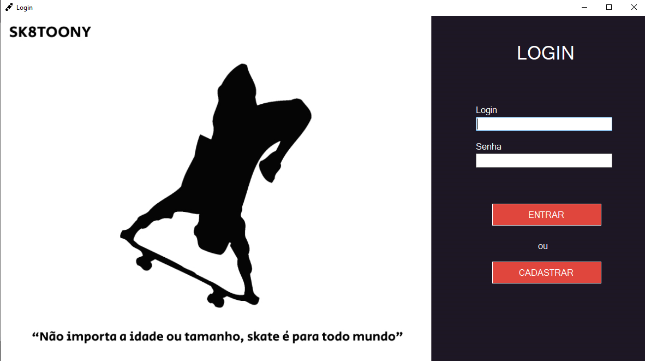 Login
SK8TOONY
LOGIN
Login
Senha
ENTRAR
ou
CADASTRAR
“Não importa a idade ou tamanho, skate é para todo mundo”